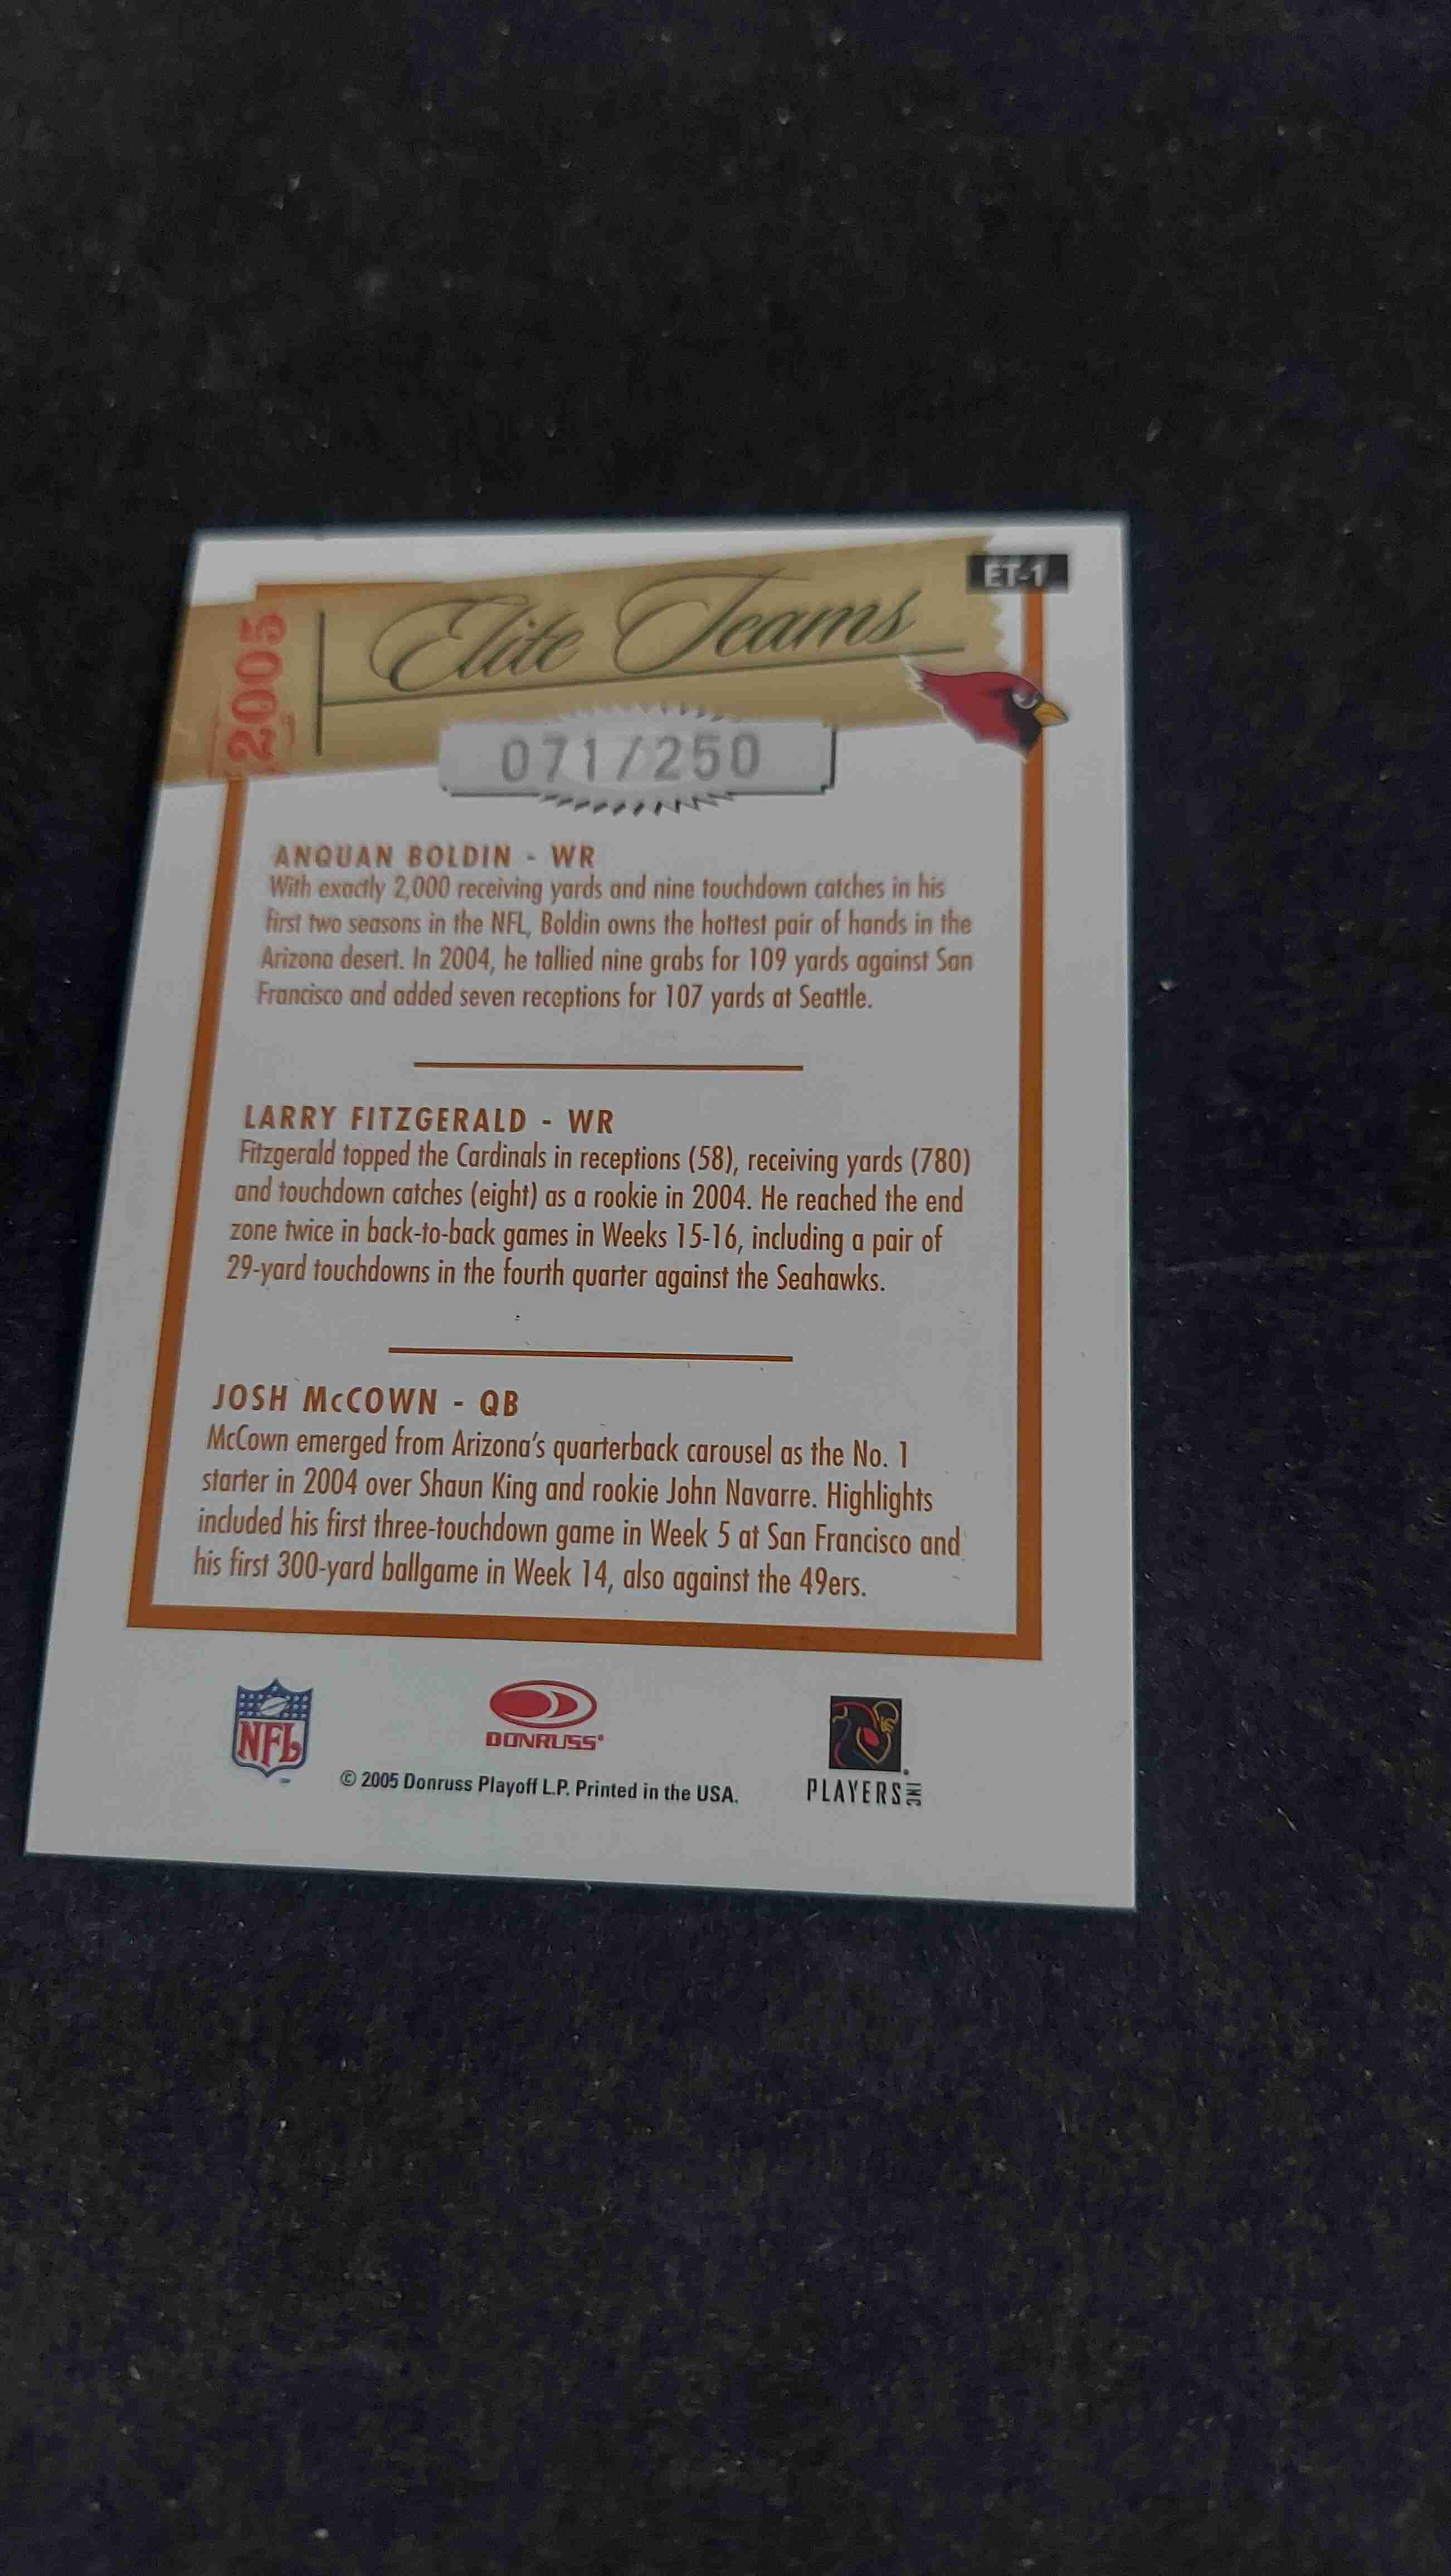 ET-1
2005
Elite Teams
071/250
ANQUAN BOLDIN - WR
With exactly 2,000 receiving yards and nine touchdown catches in his
first two seasons in the NFL, Boldin owns the hottest pair of hands in the
Arizona desert. In 2004, he tallied nine grabs for 109 yards against San
Francisco and added seven receptions for 107 yards at Seattle.
LARRY FITZGERALD - WR
Fitzgerald topped the Cardinals in receptions (58), receiving yards (780)
and touchdown catches (eight) as a rookie in 2004. He reached the end
zone twice in back-to-back games in Weeks 15-16, including a pair of
29-yard touchdowns in the fourth quarter against the Seahawks.
JOSH McCOWN - QB
McCown emerged from Arizona's quarterback carousel as the No. 1
starter in 2004 over Shaun King and rookie John Navarre. Highlights
included his first three-touchdown game in Week 5 at San Francisco and
his first 300-yard ballgame in Week 14, also against the 49ers.
NFL
DONRUSS®
© 2005 Donruss Playoff L.P. Printed in the USA.
PLAYERS INC